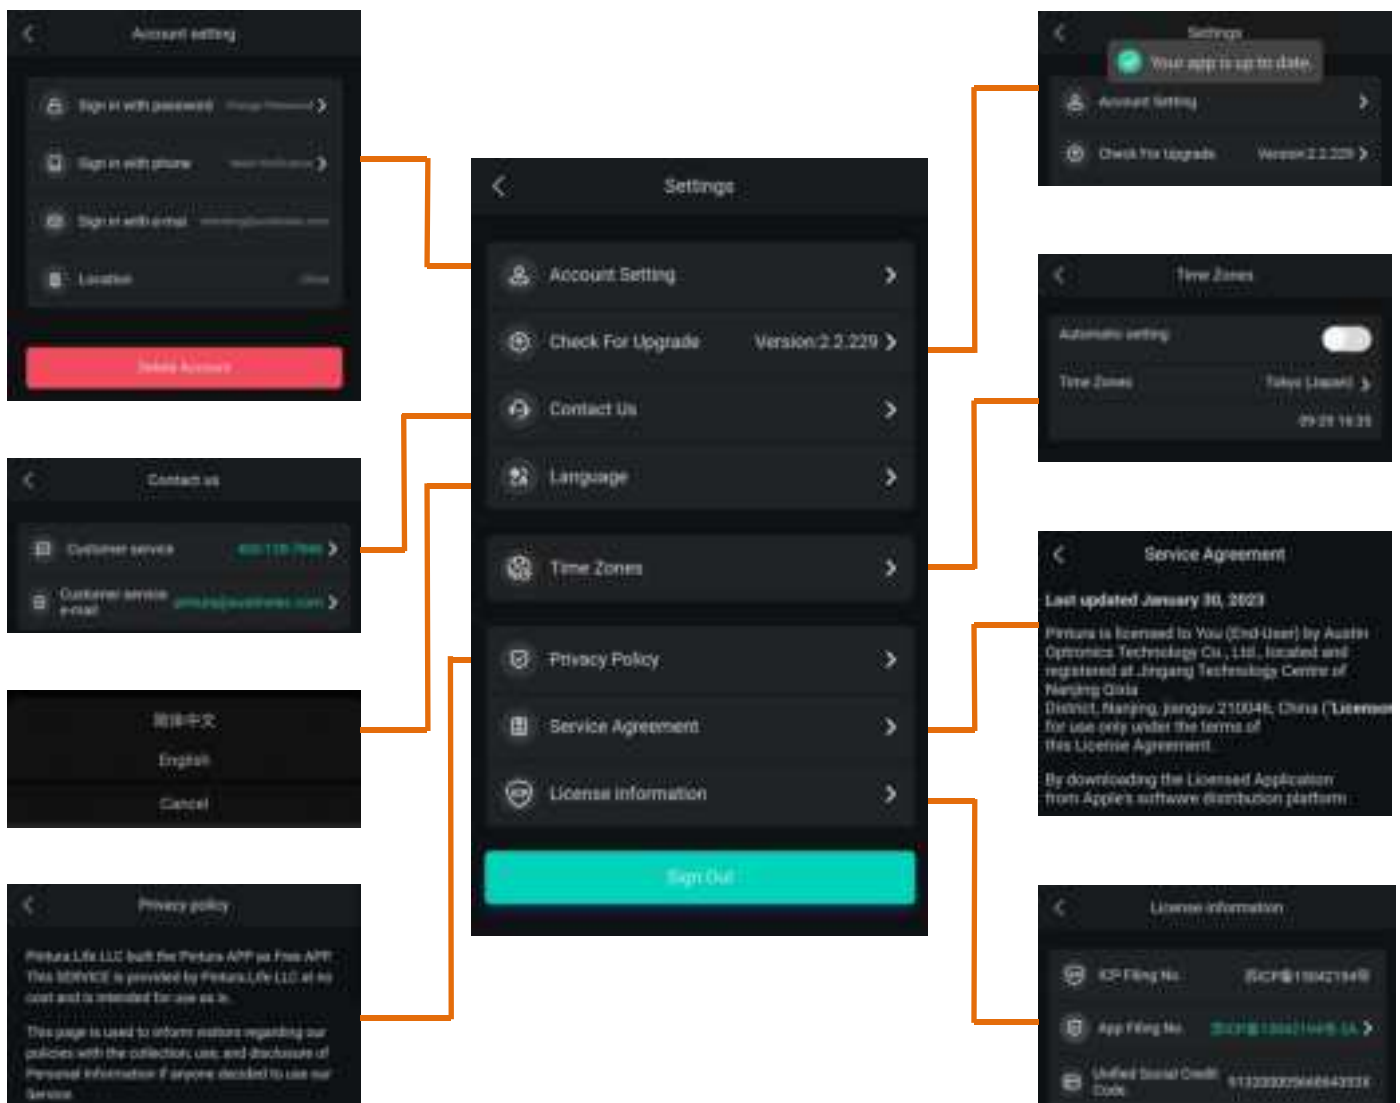 Account setting
Sign in with password
Sign in with phone
Sign in with e-mail
Location
Delete Account
Contact us
Customer service
Customer service
e-mail
简体中文
English
Cancel
Privacy policy
Pintura.Life LLC built the Pintura APP as Free APP.
This SERVICE is provided by Pintura.Life LLC at no
cost and is intended for use as is.
This page is used to inform visitors regarding our
policies with the collection, use, and disclosure of
Personal Information if anyone decided to use our
Service.
Settings
Account Setting
Check For Upgrade Version:2.2.229
Contact Us
Language
Time Zones
Privacy Policy
Service Agreement
License information
Sign Out
Settings
Your app is up to date.
Account Setting
Check For Upgrade Version:2.2.229
Time Zones
Automatic setting
Time Zones Tokyo (Japan)
Service Agreement
Last updated January 30, 2023
Pintura is licensed to You (End-User) by Austin
Optronics Technology Co., Ltd., located and
registered at Jingang Technology Centre of
Nanjing Qixia
District, Nanjing, jiangsu 210046, China ("Licensor
for use only under the terms of
this License Agreement
By downloading the Licensed Application
from Apple's software distribution platform
License information
ICP Filing No
App Filing No
Unified Social Credit
Code